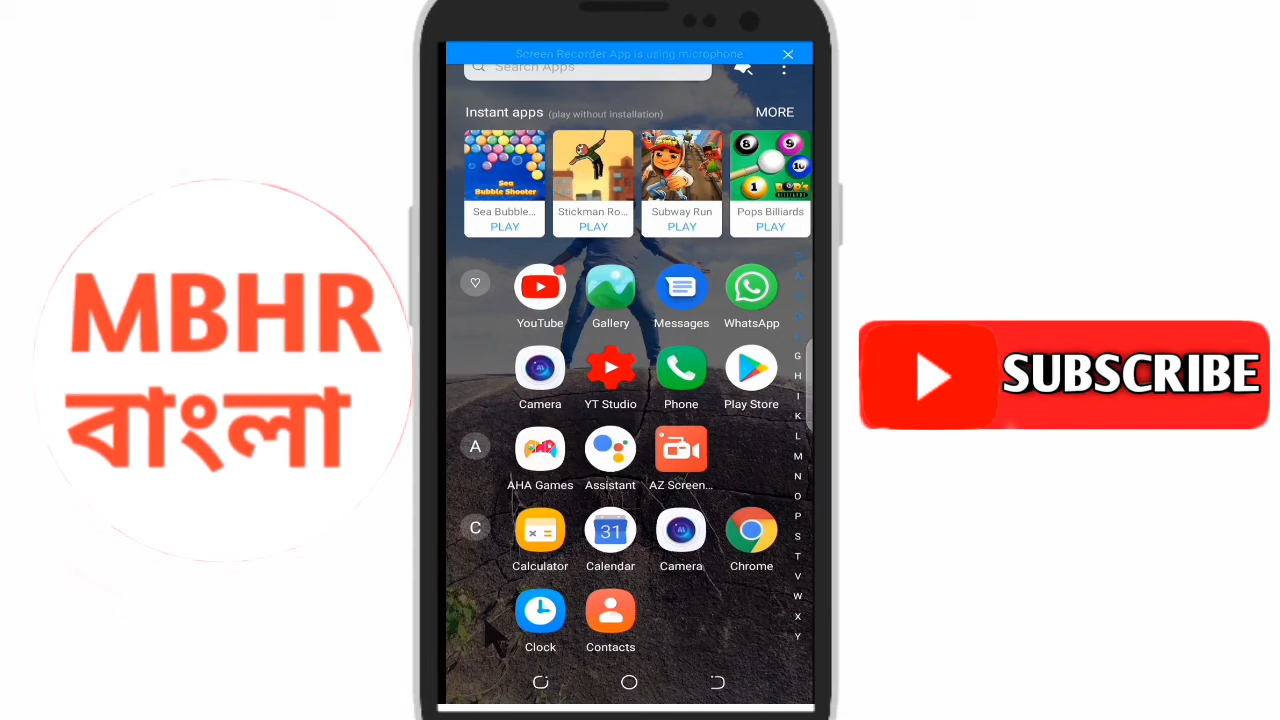 Screen Recorder App is using microphone
Search Apps
Instant apps (play without installation) MORE
Sea Bubble Shooter
Sea Bubble... Stickman Ro... Subway Run Pops Billiards
PLAY PLAY PLAY PLAY
YouTube Gallery Messages WhatsApp
G
H
Camera YT Studio Phone Play Store
I
K
L
A
M
AHA Games Assistant AZ Screen...
N
O
C
31
P
S
Calculator Calendar Camera Chrome
T
V
W
X
Y
Clock Contacts
MBHR
বাংলা
SUBSCRIBE